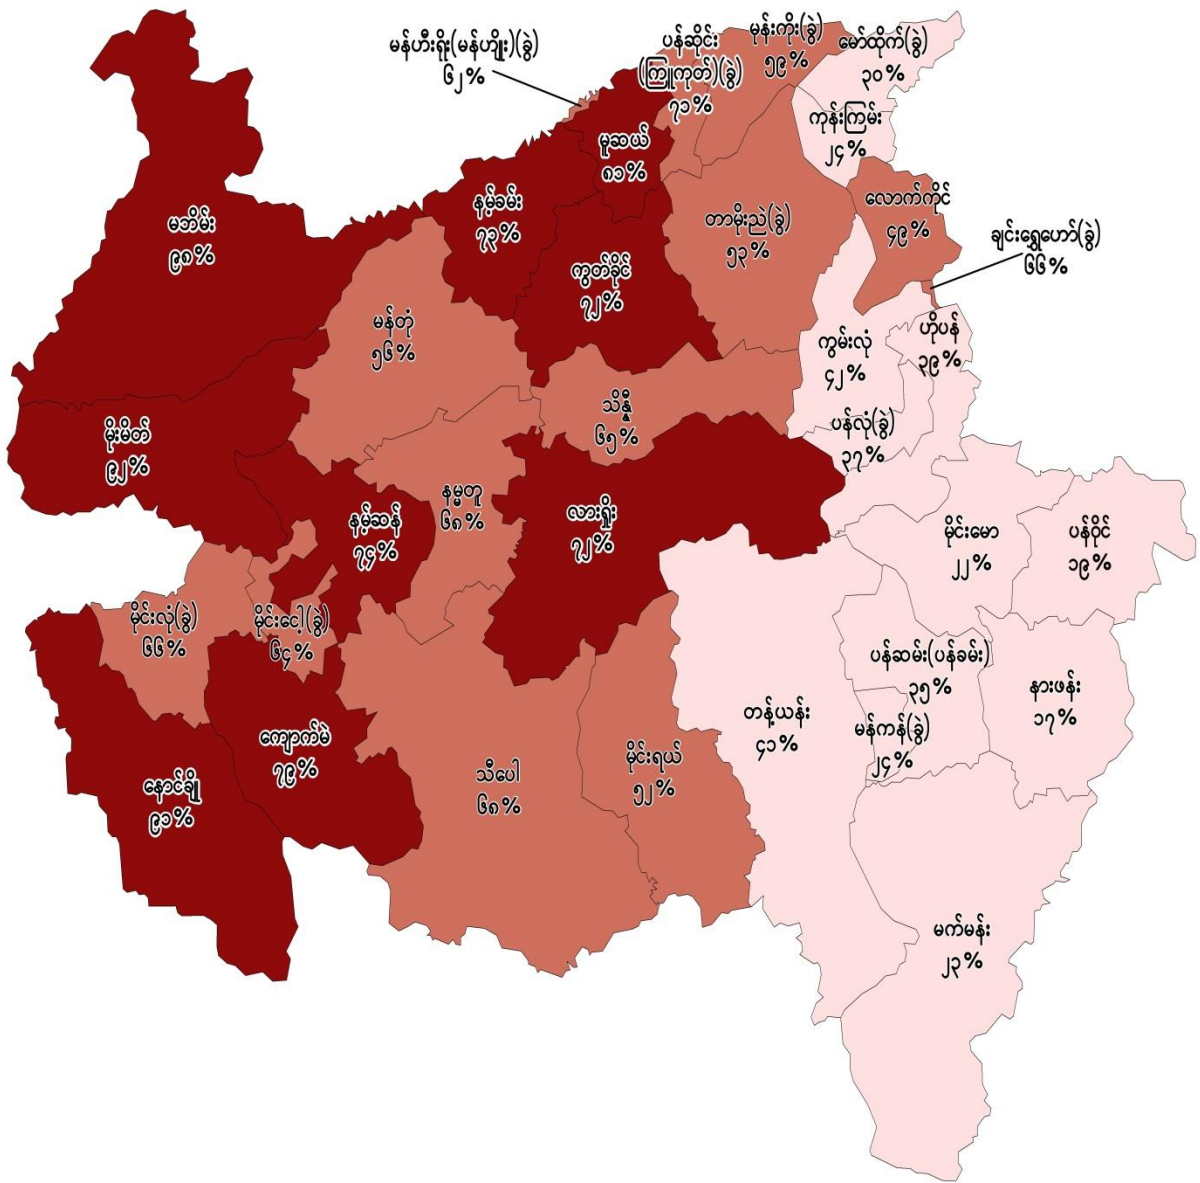 မန်ဟီးရိုး(မန်ဟျိုး)(ခွဲ)
၆၂%
ပန်ဆိုင်း
(ကြူကုတ်)(ခွဲ)
၇၁%
မုန်းကိုး(ခွဲ)
၅၉%
မော်ထိုက်(ခွဲ)
၃၀%
ကုန်းကြမ်း
၂၄%
မူဆယ်
၈၁%
မဘိမ်း
၉၈%
နမ့်ခမ်း
၇၃%
ကွတ်ခိုင်
၇၂%
တာမိုးညဲ(ခွဲ)
၅၃%
လောက်ကိုင်
၄၉%
ချင်းရွှေဟော်(ခွဲ)
၆၆%
မန်တုံ
၅၆%
ကွမ်းလုံ
၄၂%
ဟိုပန်
၃၉%
မိုးမိတ်
၉၂%
သိန္နီ
၆၅%
ပန်လုံ(ခွဲ)
၃၇%
နမ္မတူ
၆၈%
နမ့်ဆန်
၇၄%
လားရှိုး
၇၂%
မိုင်းမော
၂၂%
ပန်ဝိုင်
၁၉%
မိုင်းလုံ(ခွဲ)
၆၆%
မိုင်းငေါ့(ခွဲ)
၆၄%
ပန်ဆမ်း(ပန်ခမ်း)
၃၅%
နားဖန်း
၁၇%
တန့်ယန်း
၄၁%
မန်ကန်(ခွဲ)
၂၄%
ကျောက်မဲ
၇၉%
နောင်ချို
၉၁%
သီပေါ
၆၈%
မိုင်းရယ်
၅၂%
မက်မန်း
၂၃%